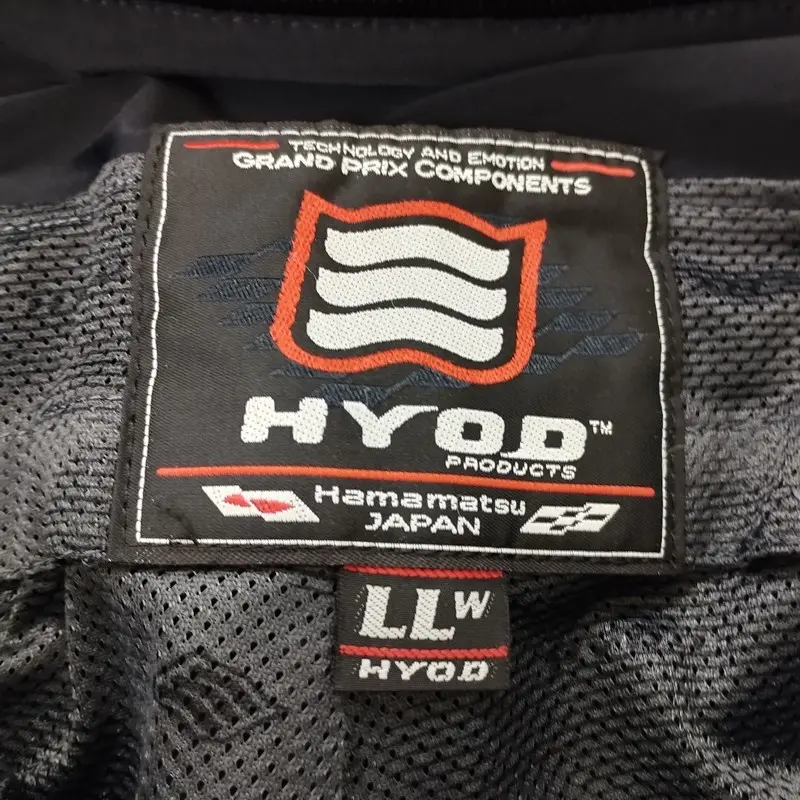 TECHNOLOGY AND EMOTION
GRAND PRIX COMPONENTS
HYOD™
PRODUCTS
Hamamatsu
JAPAN
LLW
HYOD